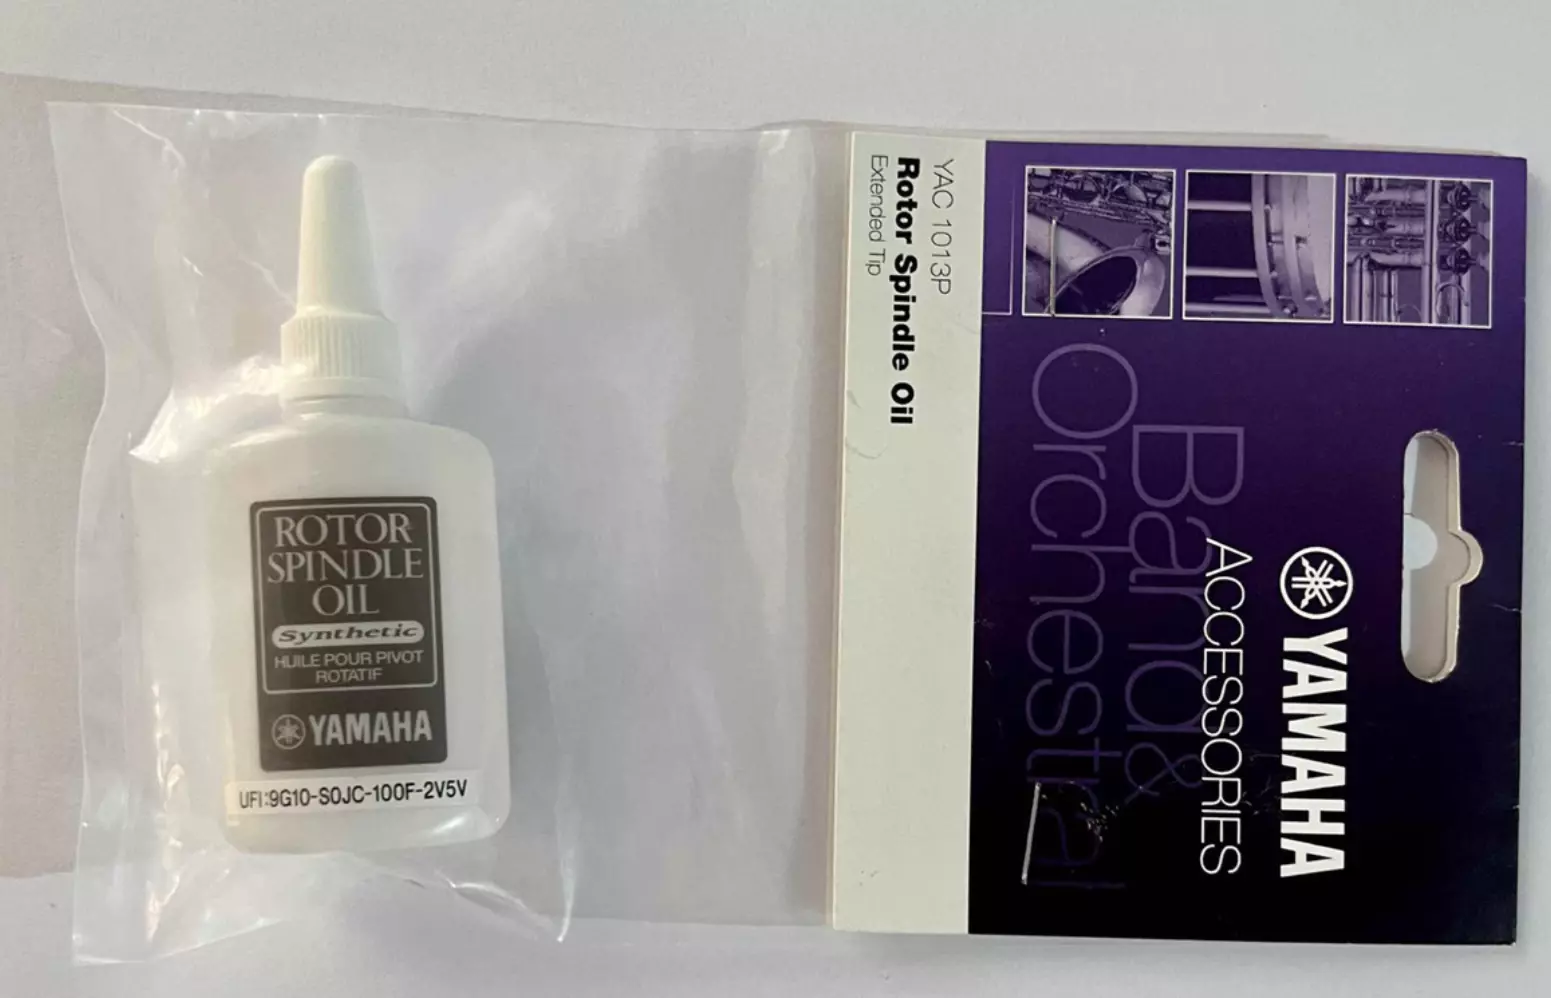 ROTOR
SPINDLE
OIL
Synthetic
HUILE POUR PIVOT
ROTATIF
YAMAHA
UFI:9G10-S0JC-100F-2V5V
YAC 1013P
Rotor Spindle Oil
Extended Tip
YAMAHA
ACCESSORIES
Band &
Orchestral